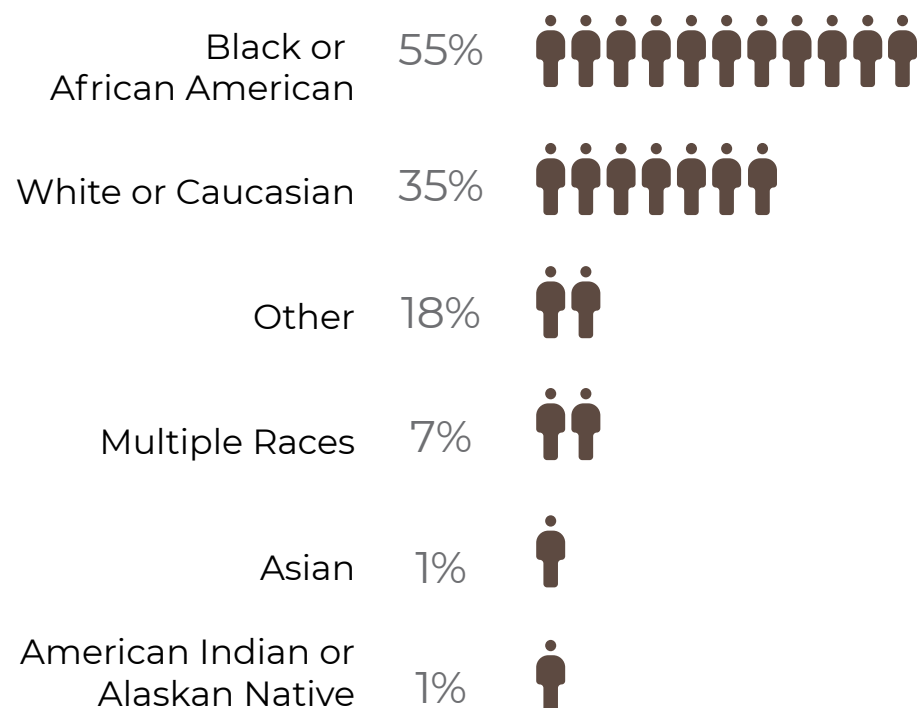 Black or
African American
55%
White or Caucasian
35%
Other
18%
Multiple Races
7%
Asian
1%
American Indian or
Alaskan Native
1%